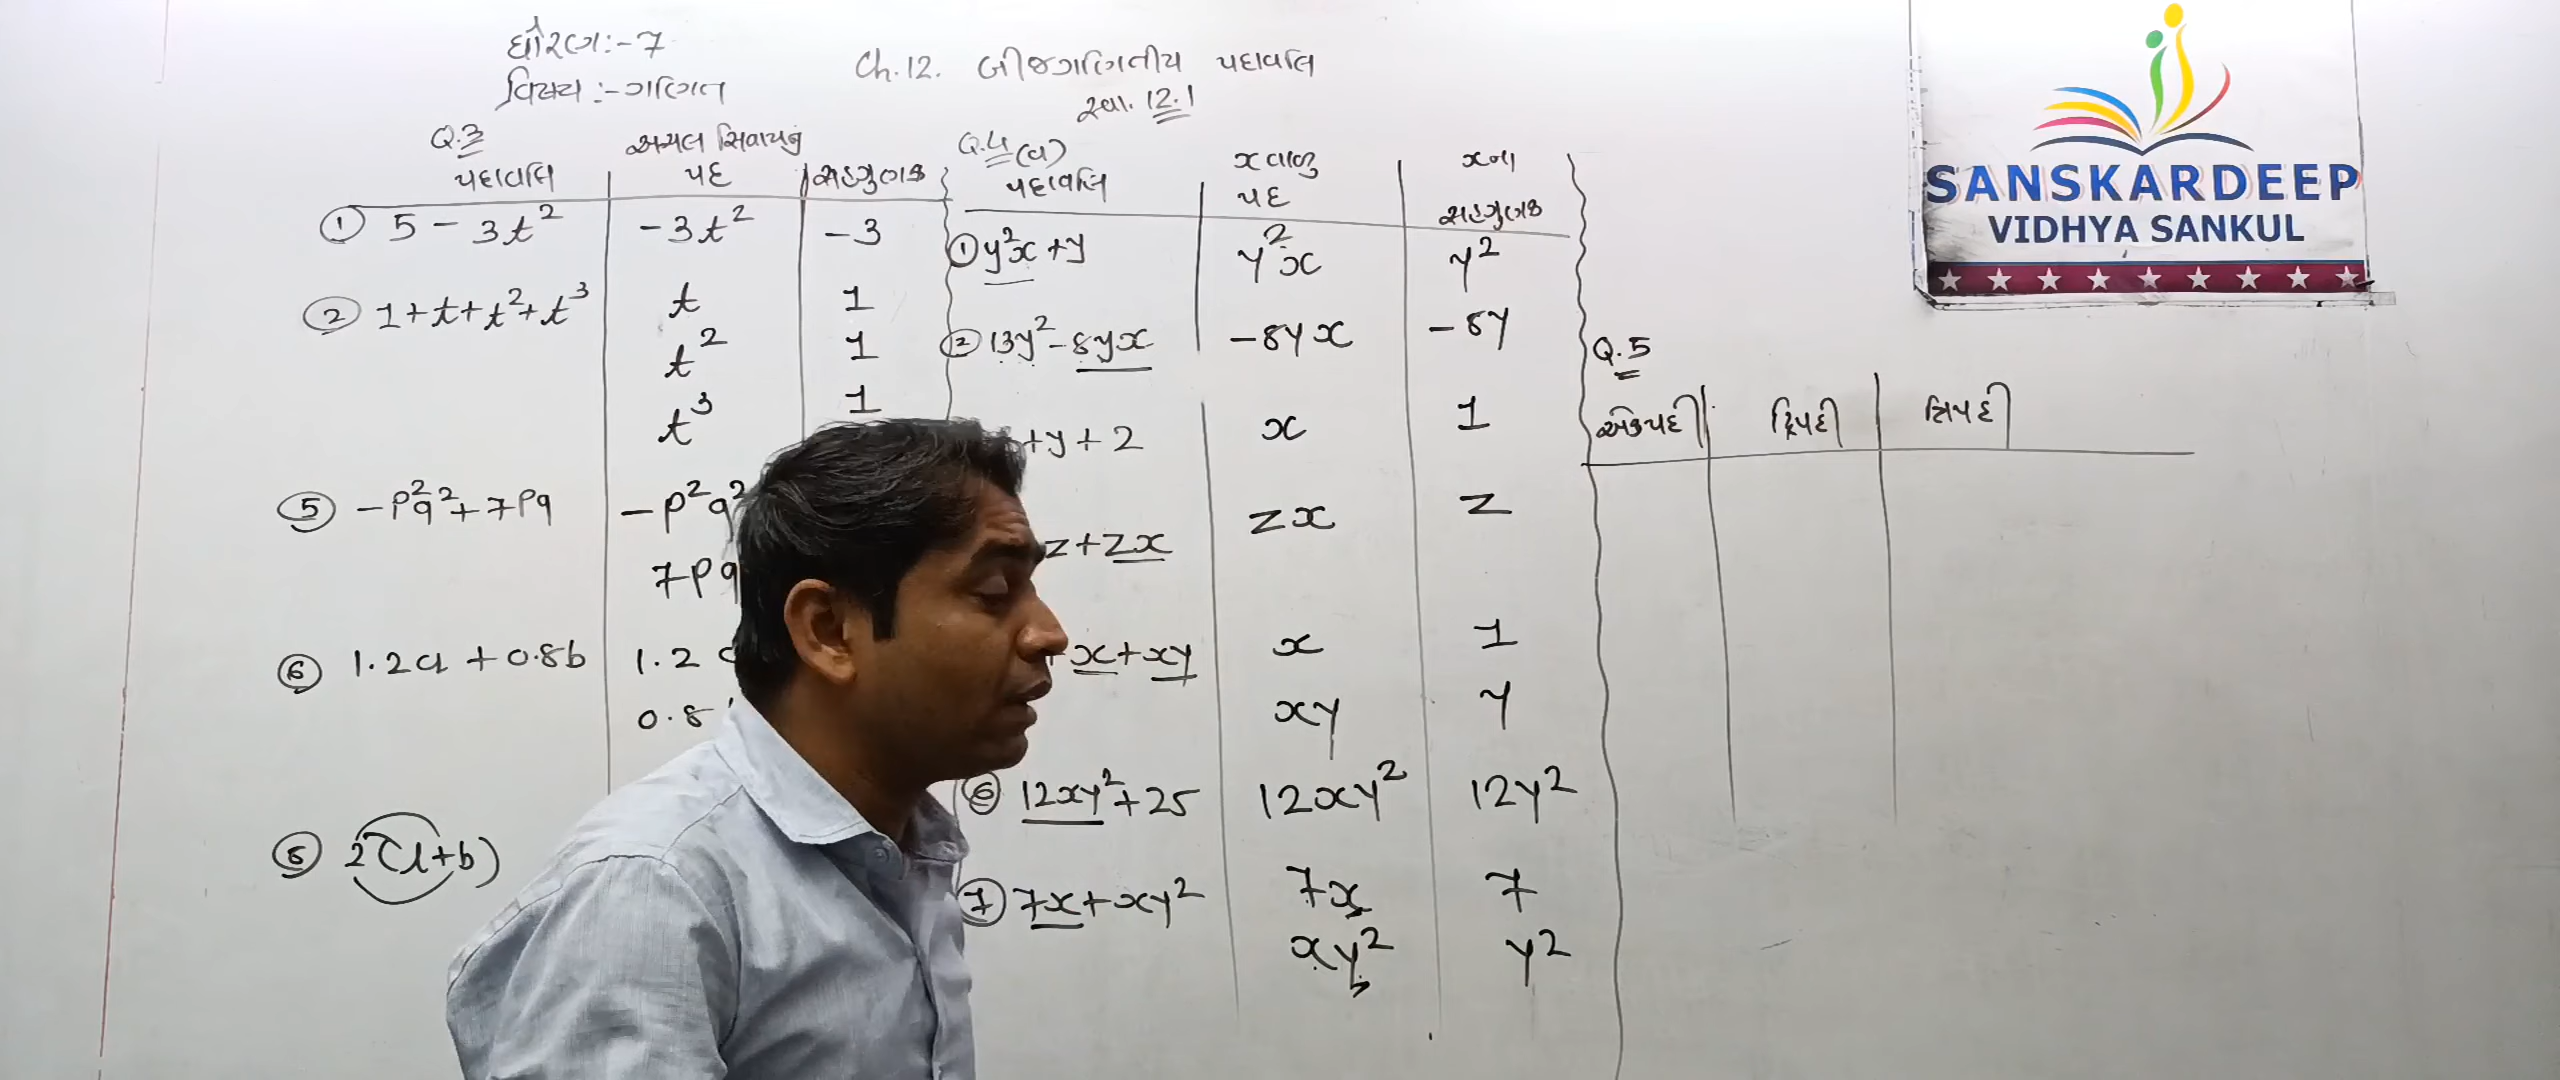 ધોરણ:-7
વિષય:-ગણિત
Ch.12. બીજગણિતીય પદાવલિ
સ્વા. 12.1
Q.3
પદાવલિ
અચલ સિવાયનું
પદ
સહગુણક
① 5 - 3t² -3t² -3
② 1+t+t²+t³ t 1
t² 1
t³ 1
⑤ -p²q²+7pq -p²q²
7pq
⑥ 1.2a + 0.8b 1.2
0.8
⑧ 2(l+b)
Q.4 (અ)
પદાવલિ
x વાળુ
પદ
x ના
સહગુણક
① y²x + y y²x y²
② 13y² - 8yx -8yx -8y
+y+2 x 1
z+zx zx z
+x+xy x 1
xy y
⑥ 12xy²+25 12xy² 12y²
⑦ 7x+xy² 7x 7
xy² y²
Q.5
એકપદી દ્વિપદી ત્રિપદી
SANSKARDEEP
VIDHYA SANKUL